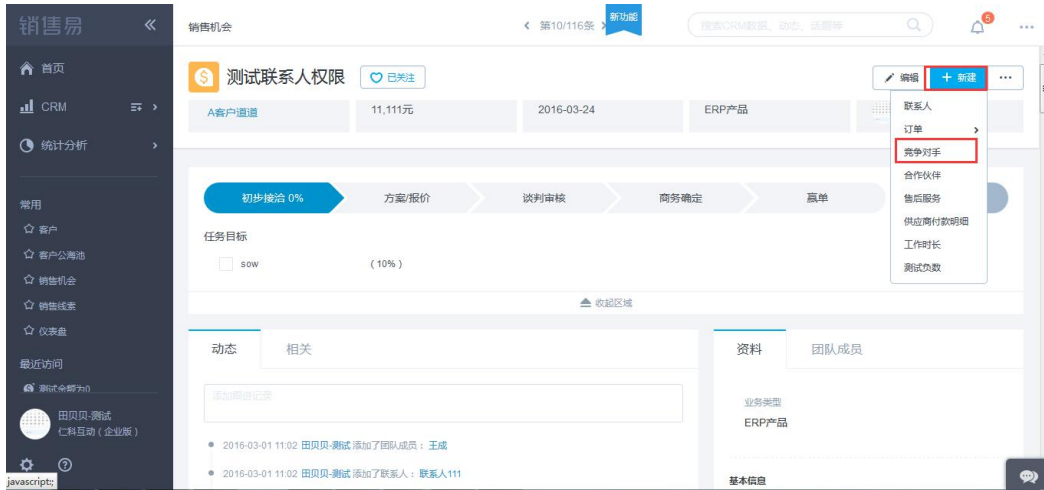 销售易 «
首页
CRM
统计分析
常用
客户
客户公海池
销售机会
销售线索
仪表盘
最近访问
测试金额为0
田贝贝-测试
仁科互动（企业版）
javascript:;
销售机会
第10/116条
新功能
搜索CRM数据、动态、话题等
5
测试联系人权限
已关注
编辑
+ 新建
...
A客户道道
11,111元
2016-03-24
ERP产品
联系人
订单
竞争对手
合作伙伴
售后服务
供应商付款明细
工作时长
测试负数
初步接洽 0%
方案/报价
谈判审核
商务确定
赢单
任务目标
sow （10%）
收起区域
动态
相关
添加跟进记录
2016-03-01 11:02 田贝贝-测试 添加了团队成员：王成
2016-03-01 11:02 田贝贝-测试 添加了联系人：联系人111
资料
团队成员
业务类型
ERP产品
基本信息